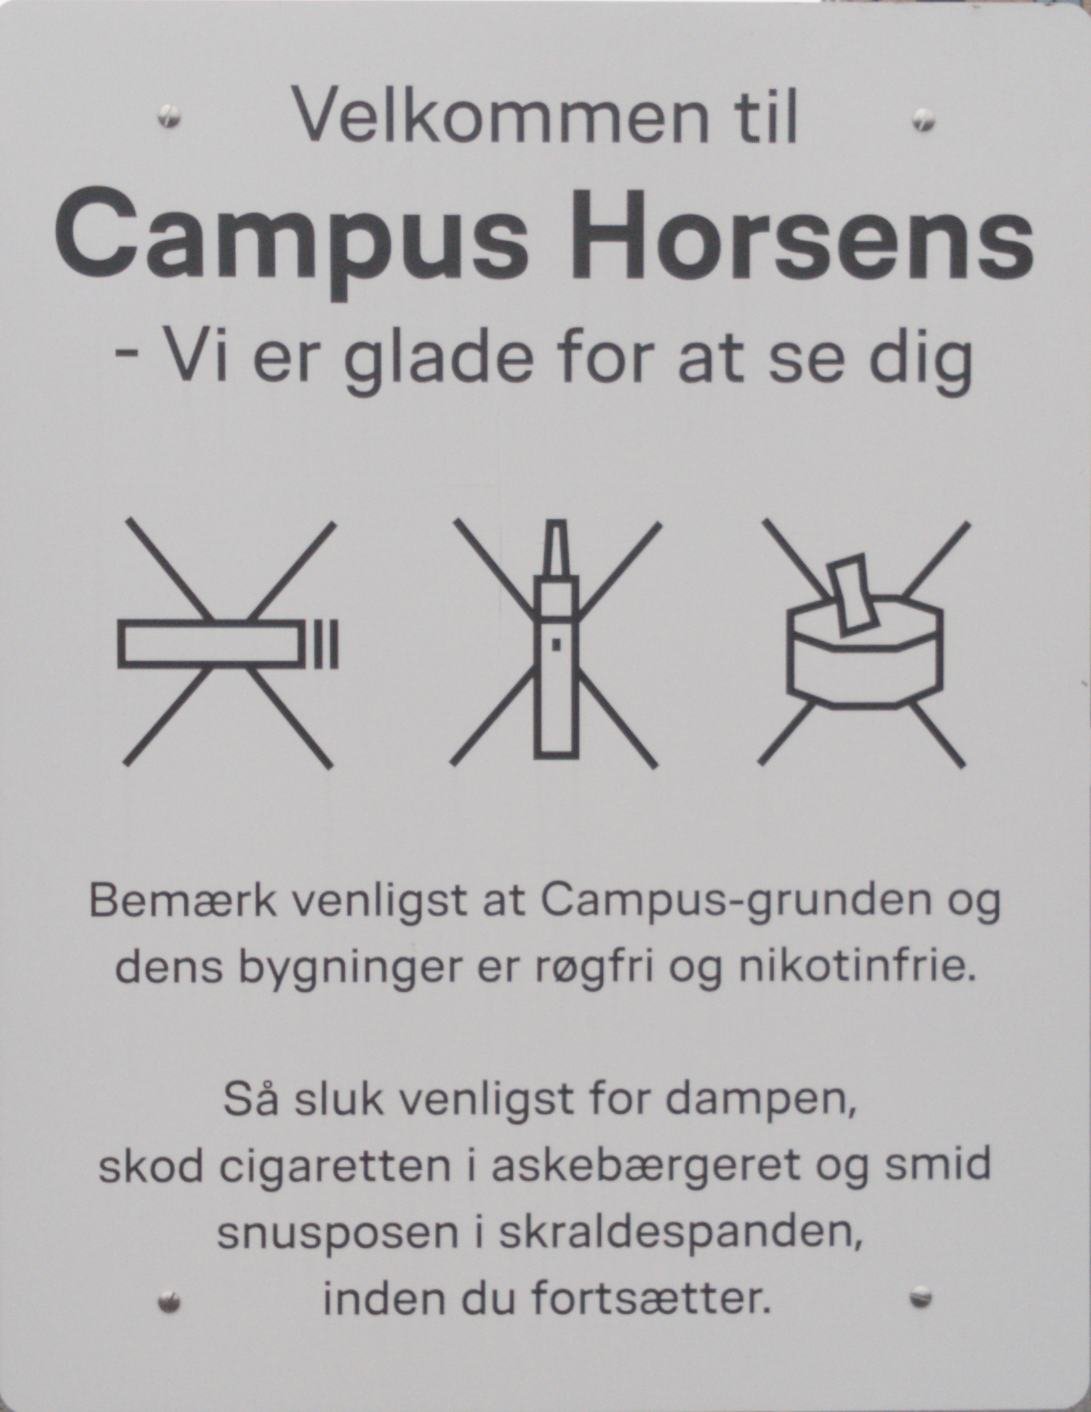 Velkommen til
Campus Horsens
- Vi er glade for at se dig
Bemærk venligst at Campus-grunden og
dens bygninger er røgfri og nikotinfrie.
Så sluk venligst for dampen,
skod cigaretten i askebærgeret og smid
snusposen i skraldespanden,
inden du fortsætter.